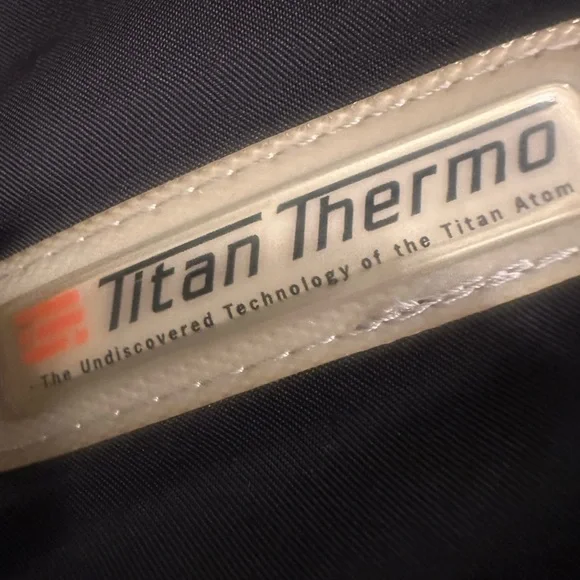 Titan Thermo
The Undiscovered Technology of the Titan Atom